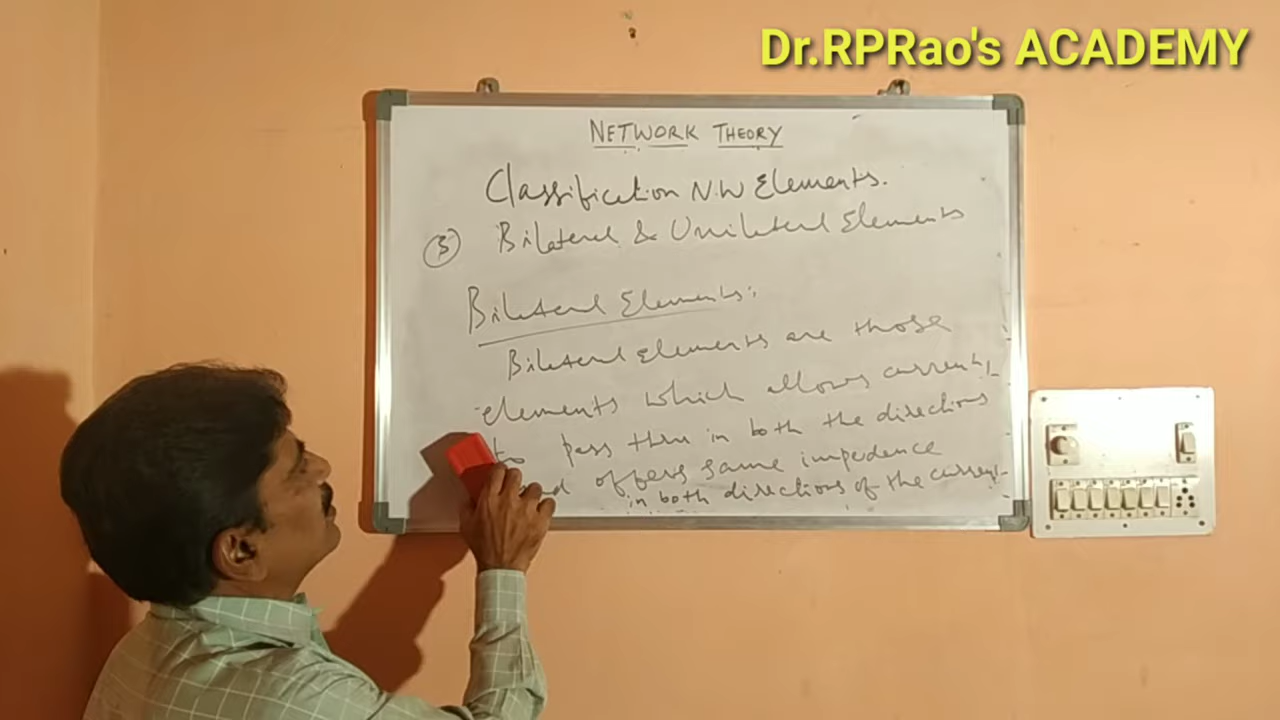 Dr.RPRao's ACADEMY
NETWORK THEORY
Classification N.W Elements.
③ Bilateral & Unilateral Elements
Bilateral Elements:
Bilateral Elements are those
elements which allows current
to pass thru in both the directions
offers same impedence
in both directions of the current